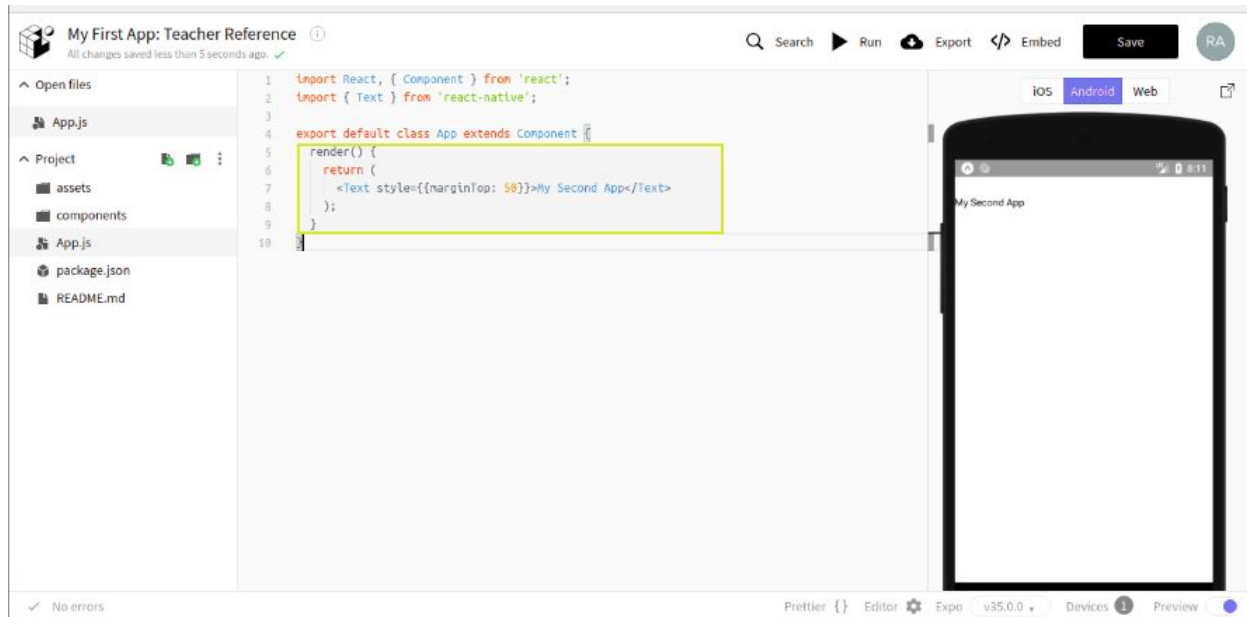 My First App: Teacher Reference
All changes saved less than 5 seconds ago.
Search
Run
Export
Embed
Save
RA
Open files
App.js
Project
assets
components
App.js
package.json
README.md
1 import React, { Component } from 'react';
2 import { Text } from 'react-native';
3
4 export default class App extends Component {
5 render() {
6 return (
7 <Text style={{marginTop: 50}}>My Second App</Text>
8 );
9 }
10 }
iOS Android Web
8:11
My Second App
No errors
Prettier {} Editor Expo v35.0.0 Devices 1 Preview